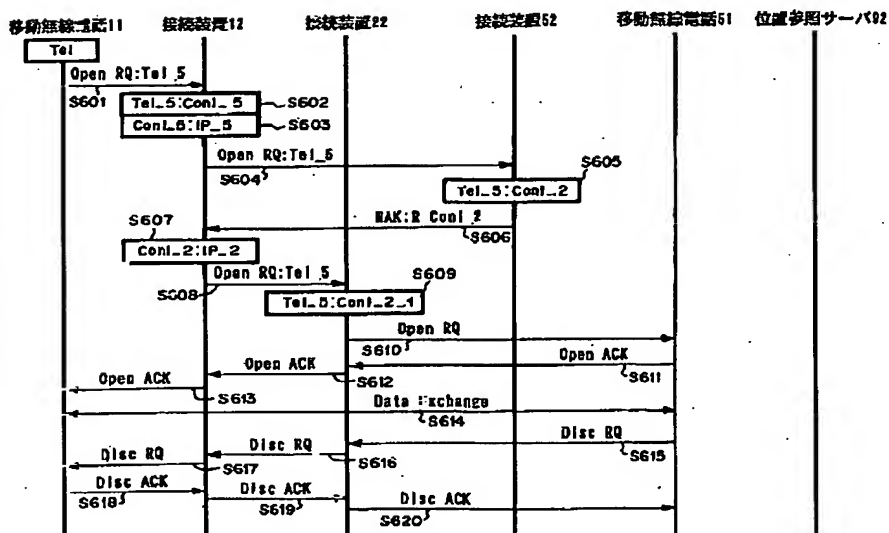 移動無線電話11 接続装置12 接続装置22 接続装置52 移動無線電話51 位置参照サーバ92
Tel
Open RQ:Tel_5
S601
Tel_5:Conl_5 S602
Conl_5:IP_5 S603
Open RQ:Tel_5
S604
S605
Tel_5:Conl_2
S607
NAK:R Conl_2
S606
Conl_2:IP_2
Open RQ:Tel_5
S608
S609
Tel_5:Conl_2_1
Open RQ
S610
Open ACK
S611
Open ACK
S612
Open ACK
S613
Data Exchange
S614
Disc RQ
S615
Disc RQ
S616
Disc RQ
S617
Disc ACK
S618
Disc ACK
S619
Disc ACK
S620